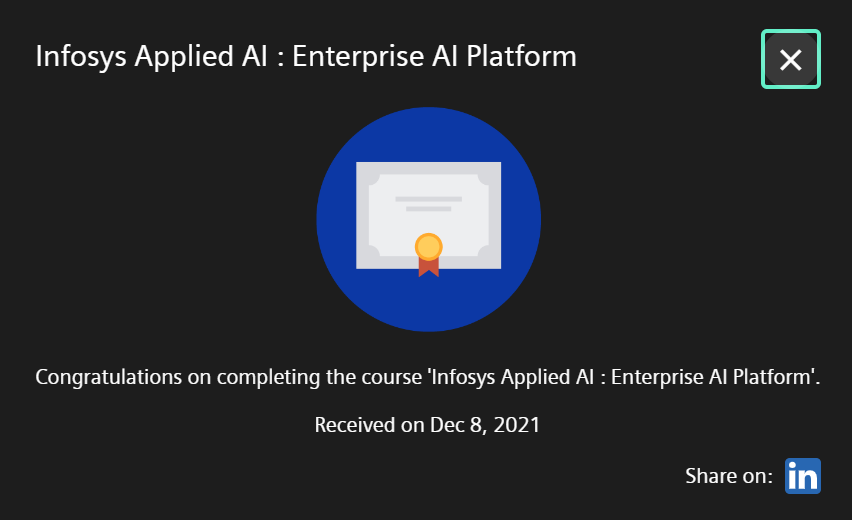 Infosys Applied AI : Enterprise AI Platform
Congratulations on completing the course 'Infosys Applied AI : Enterprise AI Platform'.
Received on Dec 8, 2021
Share on: in